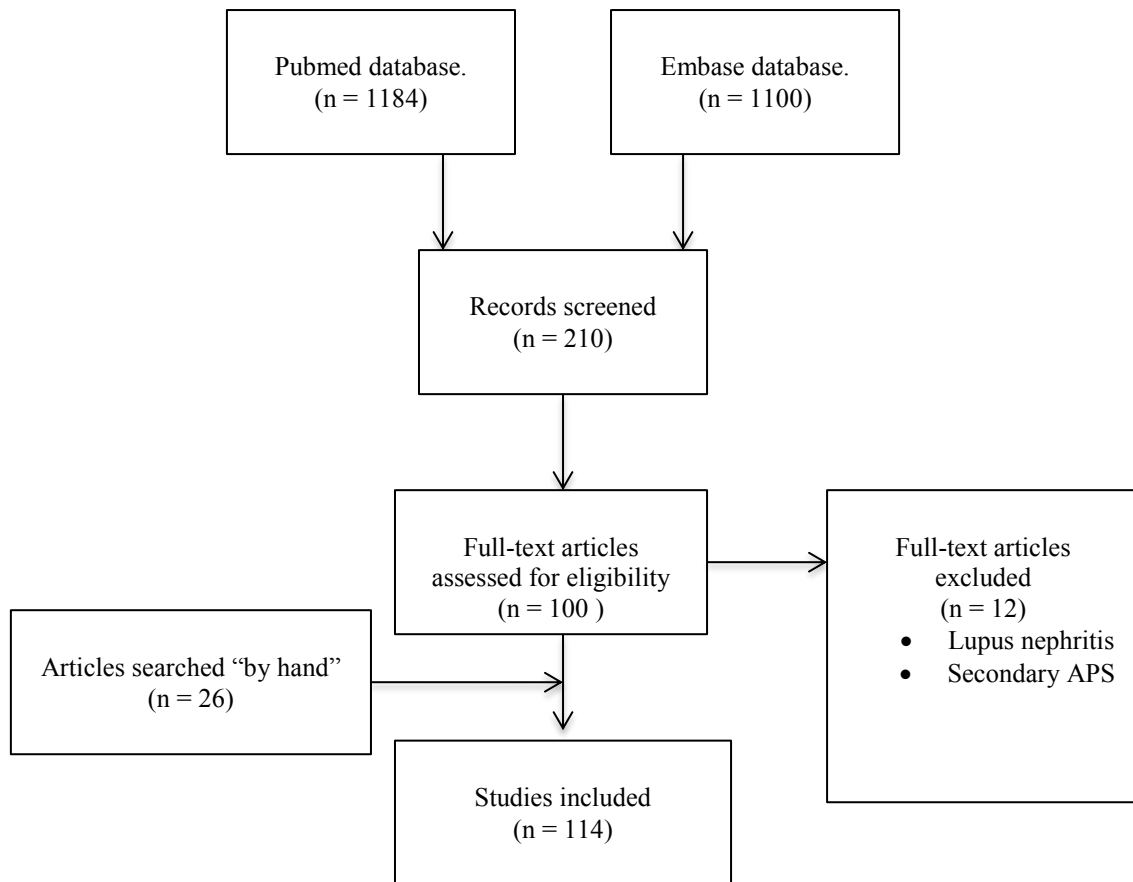 Pubmed database.
(n = 1184)
Embase database.
(n = 1100)
Records screened
(n = 210)
Full-text articles
assessed for eligibility
(n = 100 )
Full-text articles
excluded
(n = 12)
• Lupus nephritis
• Secondary APS
Articles searched “by hand”
(n = 26)
Studies included
(n = 114)